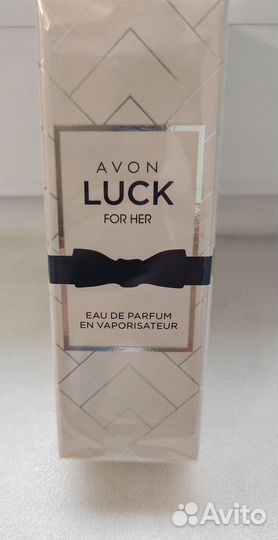 AVON
LUCK
FOR HER
EAU DE PARFUM
EN VAPORISATEUR
Avito